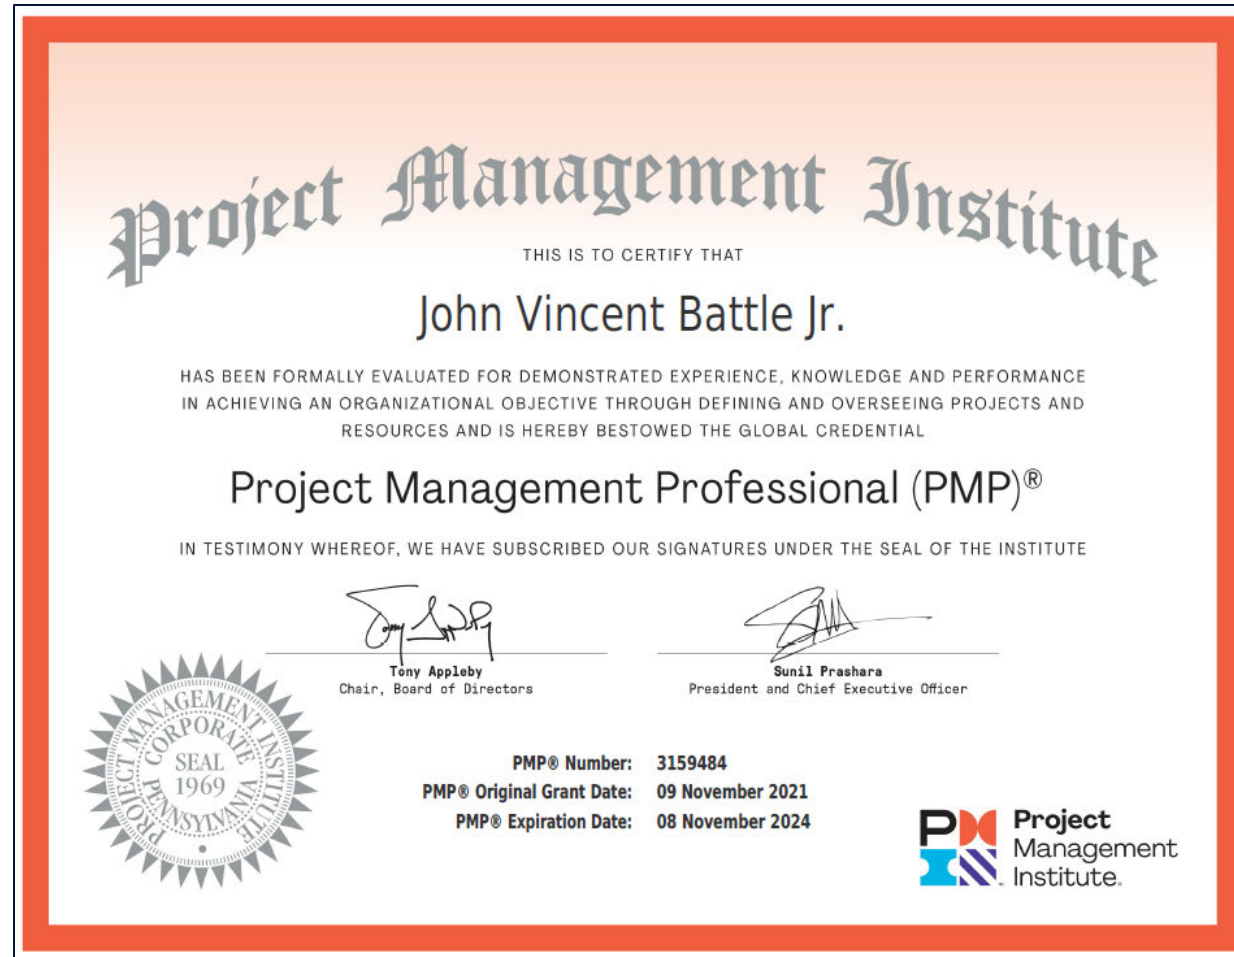 Project Management Institute
THIS IS TO CERTIFY THAT
John Vincent Battle Jr.
HAS BEEN FORMALLY EVALUATED FOR DEMONSTRATED EXPERIENCE, KNOWLEDGE AND PERFORMANCE
IN ACHIEVING AN ORGANIZATIONAL OBJECTIVE THROUGH DEFINING AND OVERSEEING PROJECTS AND
RESOURCES AND IS HEREBY BESTOWED THE GLOBAL CREDENTIAL
Project Management Professional (PMP)®
IN TESTIMONY WHEREOF, WE HAVE SUBSCRIBED OUR SIGNATURES UNDER THE SEAL OF THE INSTITUTE
Tony Appleby
Chair, Board of Directors
Sunil Prashara
President and Chief Executive Officer
PROJECT MANAGEMENT INSTITUTE
CORPORATE
SEAL
1969
PENNSYLVANIA
PMP® Number: 3159484
PMP® Original Grant Date: 09 November 2021
PMP® Expiration Date: 08 November 2024
Project
Management
Institute.